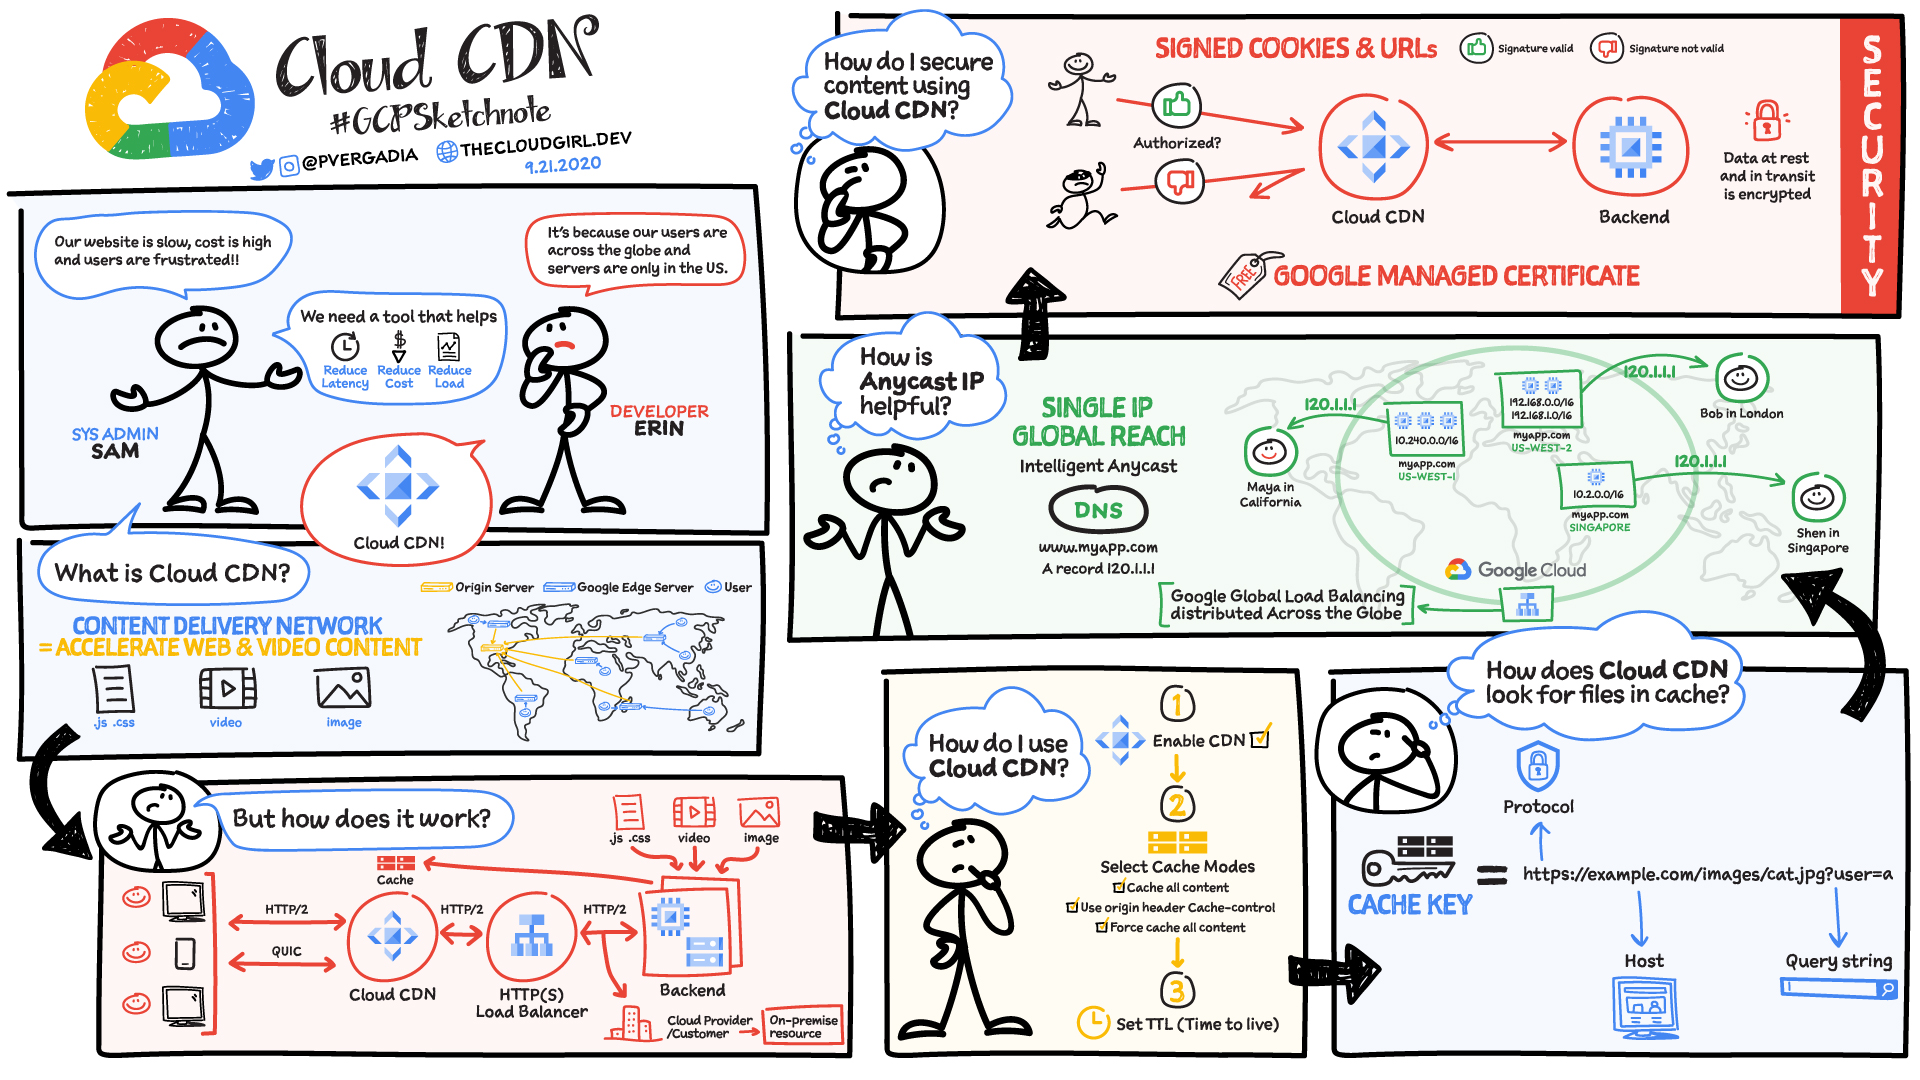 Cloud CDN
#GCPSketchnote
@PVERGADIA
THECLOUDGIRL.DEV
9.21.2020
Our website is slow, cost is high
and users are frustrated!!
It's because our users are
across the globe and
servers are only in the US.
We need a tool that helps
$
Reduce
Latency
Reduce
Cost
Reduce
Load
SYS ADMIN
SAM
DEVELOPER
ERIN
Cloud CDN!
What is Cloud CDN?
CONTENT DELIVERY NETWORK
= ACCELERATE WEB & VIDEO CONTENT
.js .css
video
image
Origin Server
Google Edge Server
User
But how does it work?
.js .css
video
image
Cache
HTTP/2
QUIC
HTTP/2
HTTP/2
Cloud CDN
HTTP(S)
Load Balancer
Backend
Cloud Provider
/Customer
On-premise
resource
How do I use
Cloud CDN?
1
Enable CDN
2
Select Cache Modes
Cache all content
Use origin header Cache-control
Force cache all content
3
Set TTL (Time to live)
How does Cloud CDN
look for files in cache?
Protocol
CACHE KEY
=
https://example.com/images/cat.jpg?user=a
Host
Query string
How is
Anycast IP
helpful?
SINGLE IP
GLOBAL REACH
Intelligent Anycast
DNS
www.myapp.com
A record 120.1.1.1
120.1.1.1
Maya in
California
10.240.0.0/16
myapp.com
US-WEST-1
192.168.0.0/16
192.168.1.0/16
myapp.com
US-WEST-2
120.1.1.1
Bob in London
10.2.0.0/16
myapp.com
SINGAPORE
120.1.1.1
Shen in
Singapore
Google Cloud
Google Global Load Balancing
distributed Across the Globe
How do I secure
content using
Cloud CDN?
SIGNED COOKIES & URLs
Signature valid
Signature not valid
Authorized?
Cloud CDN
Backend
Data at rest
and in transit
is encrypted
FREE
GOOGLE MANAGED CERTIFICATE
SECURITY